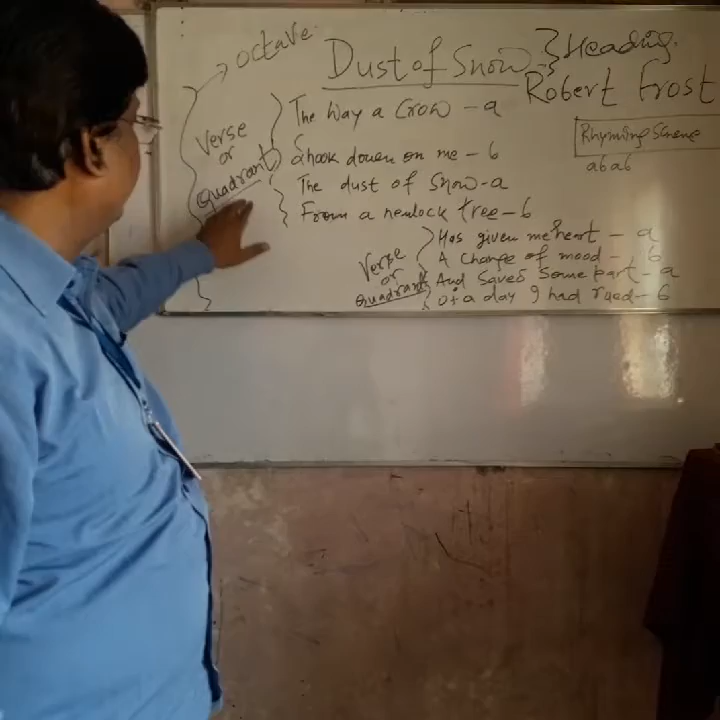 octave
Dust of Snow } Heading
Robert Frost
Rhyming Scheme
abab
Verse
or
quadrant
The Way a Crow - a
Shook down on me - b
The dust of Snow - a
From a hemlock tree - b
Verse
or
Quadrant
Has given me heart - a
A Change of mood - b
And Saved Some part - a
Of a day I had rued - b